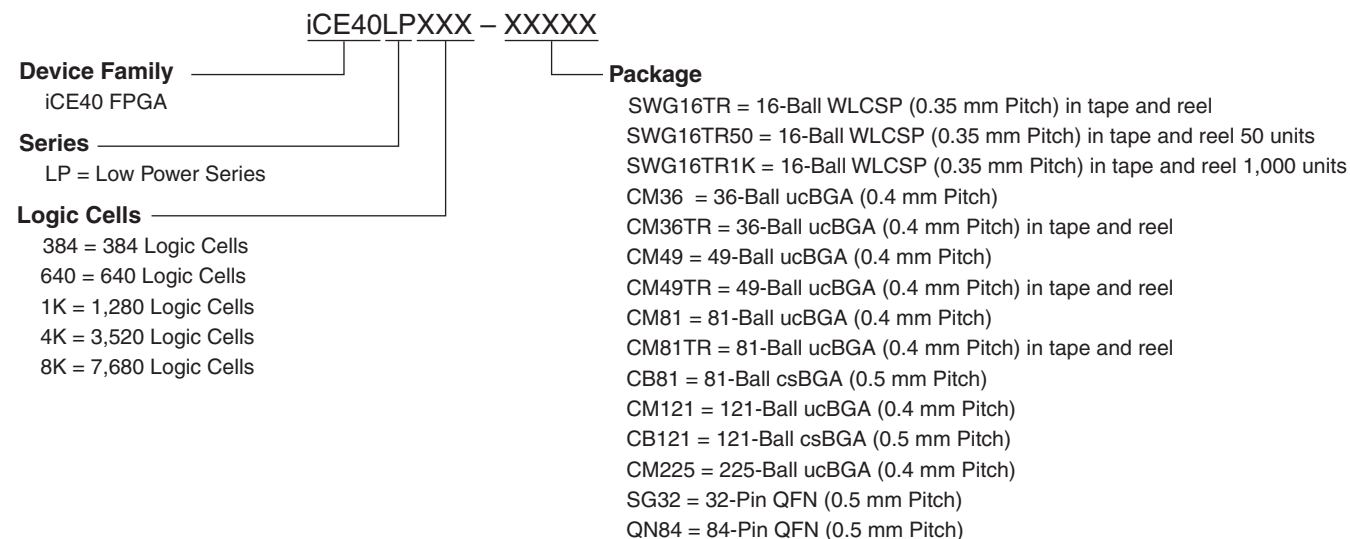 iCE40LPXXX – XXXXX
Device Family
iCE40 FPGA
Series
LP = Low Power Series
Logic Cells
384 = 384 Logic Cells
640 = 640 Logic Cells
1K = 1,280 Logic Cells
4K = 3,520 Logic Cells
8K = 7,680 Logic Cells
Package
SWG16TR = 16-Ball WLCSP (0.35 mm Pitch) in tape and reel
SWG16TR50 = 16-Ball WLCSP (0.35 mm Pitch) in tape and reel 50 units
SWG16TR1K = 16-Ball WLCSP (0.35 mm Pitch) in tape and reel 1,000 units
CM36 = 36-Ball ucBGA (0.4 mm Pitch)
CM36TR = 36-Ball ucBGA (0.4 mm Pitch) in tape and reel
CM49 = 49-Ball ucBGA (0.4 mm Pitch)
CM49TR = 49-Ball ucBGA (0.4 mm Pitch) in tape and reel
CM81 = 81-Ball ucBGA (0.4 mm Pitch)
CM81TR = 81-Ball ucBGA (0.4 mm Pitch) in tape and reel
CB81 = 81-Ball csBGA (0.5 mm Pitch)
CM121 = 121-Ball ucBGA (0.4 mm Pitch)
CB121 = 121-Ball csBGA (0.5 mm Pitch)
CM225 = 225-Ball ucBGA (0.4 mm Pitch)
SG32 = 32-Pin QFN (0.5 mm Pitch)
QN84 = 84-Pin QFN (0.5 mm Pitch)